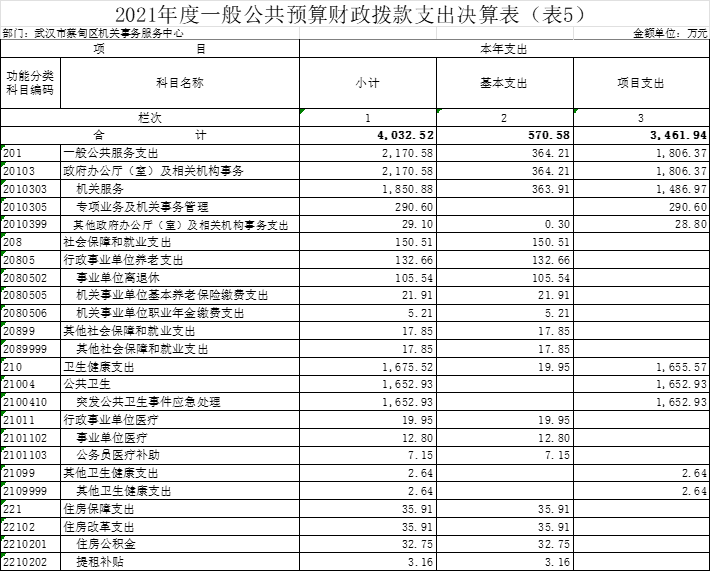 2021年度一般公共预算财政拨款支出决算表（表5）
部门：武汉市蔡甸区机关事务服务中心 金额单位：万元
项 目 本年支出
功能分类科目编码 科目名称 小计 基本支出 项目支出
栏次 1 2 3
合 计 4,032.52 570.58 3,461.94
201 一般公共服务支出 2,170.58 364.21 1,806.37
20103 政府办公厅（室）及相关机构事务 2,170.58 364.21 1,806.37
2010303 机关服务 1,850.88 363.91 1,486.97
2010305 专项业务及机关事务管理 290.60 290.60
2010399 其他政府办公厅（室）及相关机构事务支出 29.10 0.30 28.80
208 社会保障和就业支出 150.51 150.51
20805 行政事业单位养老支出 132.66 132.66
2080502 事业单位离退休 105.54 105.54
2080505 机关事业单位基本养老保险缴费支出 21.91 21.91
2080506 机关事业单位职业年金缴费支出 5.21 5.21
20899 其他社会保障和就业支出 17.85 17.85
2089999 其他社会保障和就业支出 17.85 17.85
210 卫生健康支出 1,675.52 19.95 1,655.57
21004 公共卫生 1,652.93 1,652.93
2100410 突发公共卫生事件应急处理 1,652.93 1,652.93
21011 行政事业单位医疗 19.95 19.95
2101102 事业单位医疗 12.80 12.80
2101103 公务员医疗补助 7.15 7.15
21099 其他卫生健康支出 2.64 2.64
2109999 其他卫生健康支出 2.64 2.64
221 住房保障支出 35.91 35.91
22102 住房改革支出 35.91 35.91
2210201 住房公积金 32.75 32.75
2210202 提租补贴 3.16 3.16